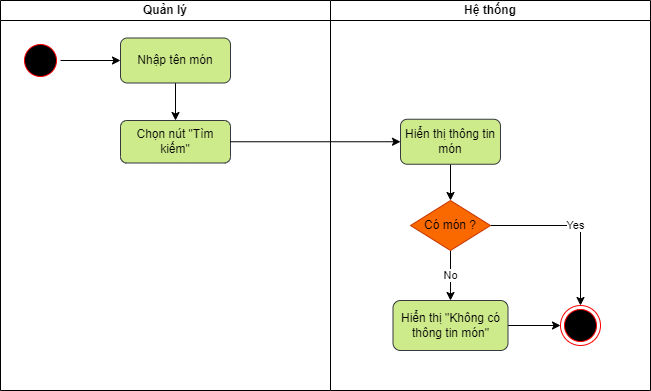 Quản lý
Hệ thống
Nhập tên món
Chọn nút "Tìm
kiếm"
Hiển thị thông tin
món
Có món ?
Yes
No
Hiển thị "Không có
thông tin món"